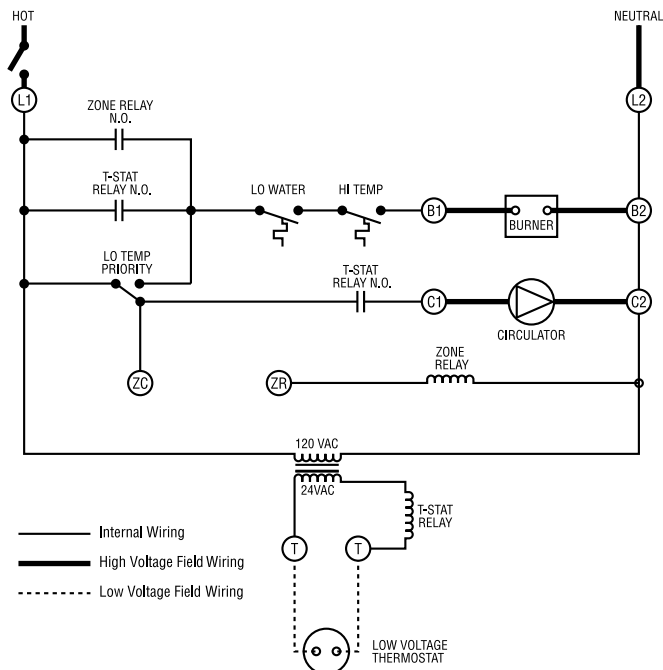 HOT
NEUTRAL
L1
L2
ZONE RELAY
N.O.
T-STAT
RELAY N.O.
LO WATER
HI TEMP
B1
BURNER
B2
LO TEMP
PRIORITY
T-STAT
RELAY N.O.
C1
C2
CIRCULATOR
ZONE
RELAY
ZC
ZR
120 VAC
24VAC
T-STAT
RELAY
T
T
Internal Wiring
High Voltage Field Wiring
Low Voltage Field Wiring
LOW VOLTAGE
THERMOSTAT